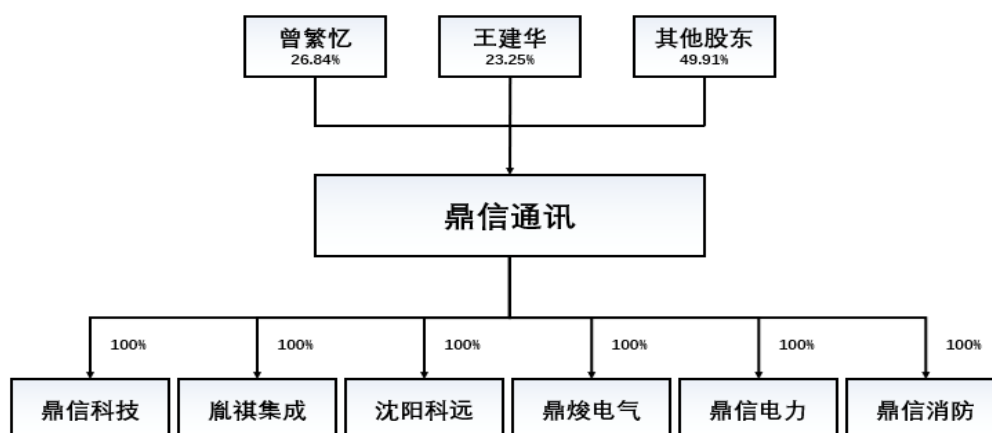 曾繁忆
26.84%
王建华
23.25%
其他股东
49.91%
鼎信通讯
100%
100%
100%
100%
100%
100%
鼎信科技
胤祺集成
沈阳科远
鼎焌电气
鼎信电力
鼎信消防